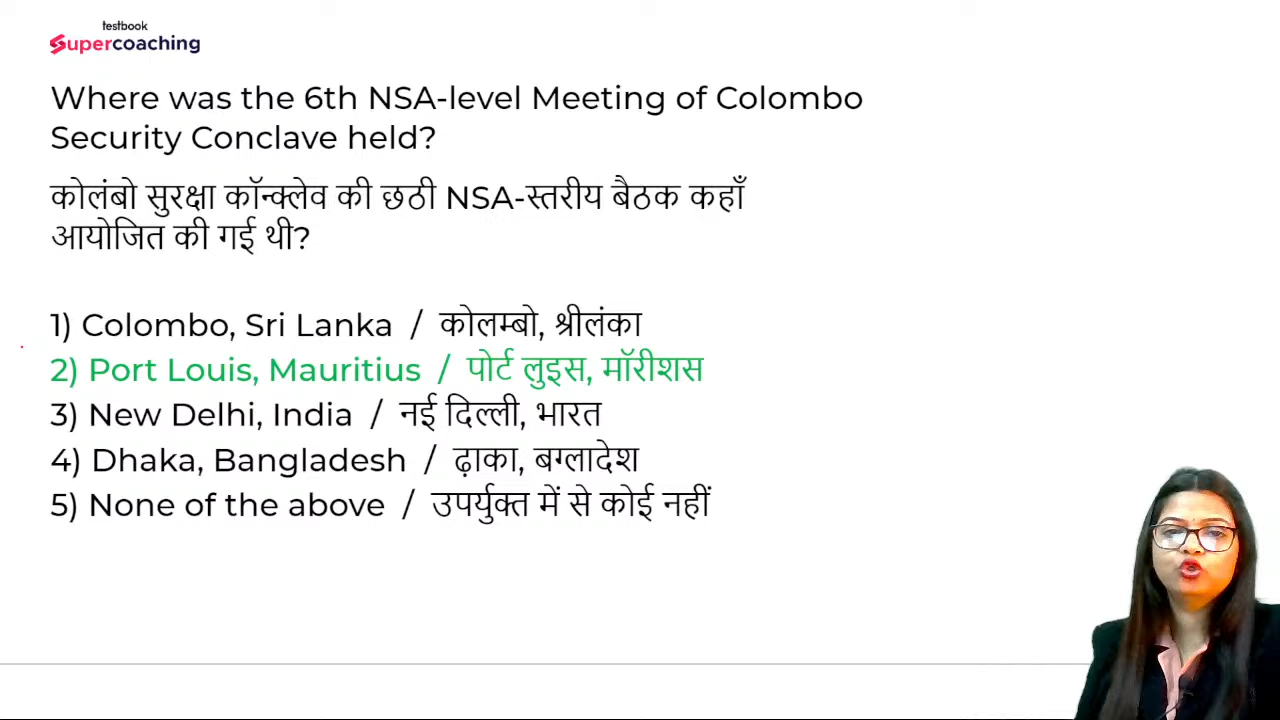 testbook
Supercoaching
Where was the 6th NSA-level Meeting of Colombo
Security Conclave held?
कोलंबो सुरक्षा कॉन्क्लेव की छठी NSA-स्तरीय बैठक कहाँ
आयोजित की गई थी?
1) Colombo, Sri Lanka / कोलम्बो, श्रीलंका
2) Port Louis, Mauritius / पोर्ट लुइस, मॉरीशस
3) New Delhi, India / नई दिल्ली, भारत
4) Dhaka, Bangladesh / ढ़ाका, बग्लादेश
5) None of the above / उपर्युक्त में से कोई नहीं